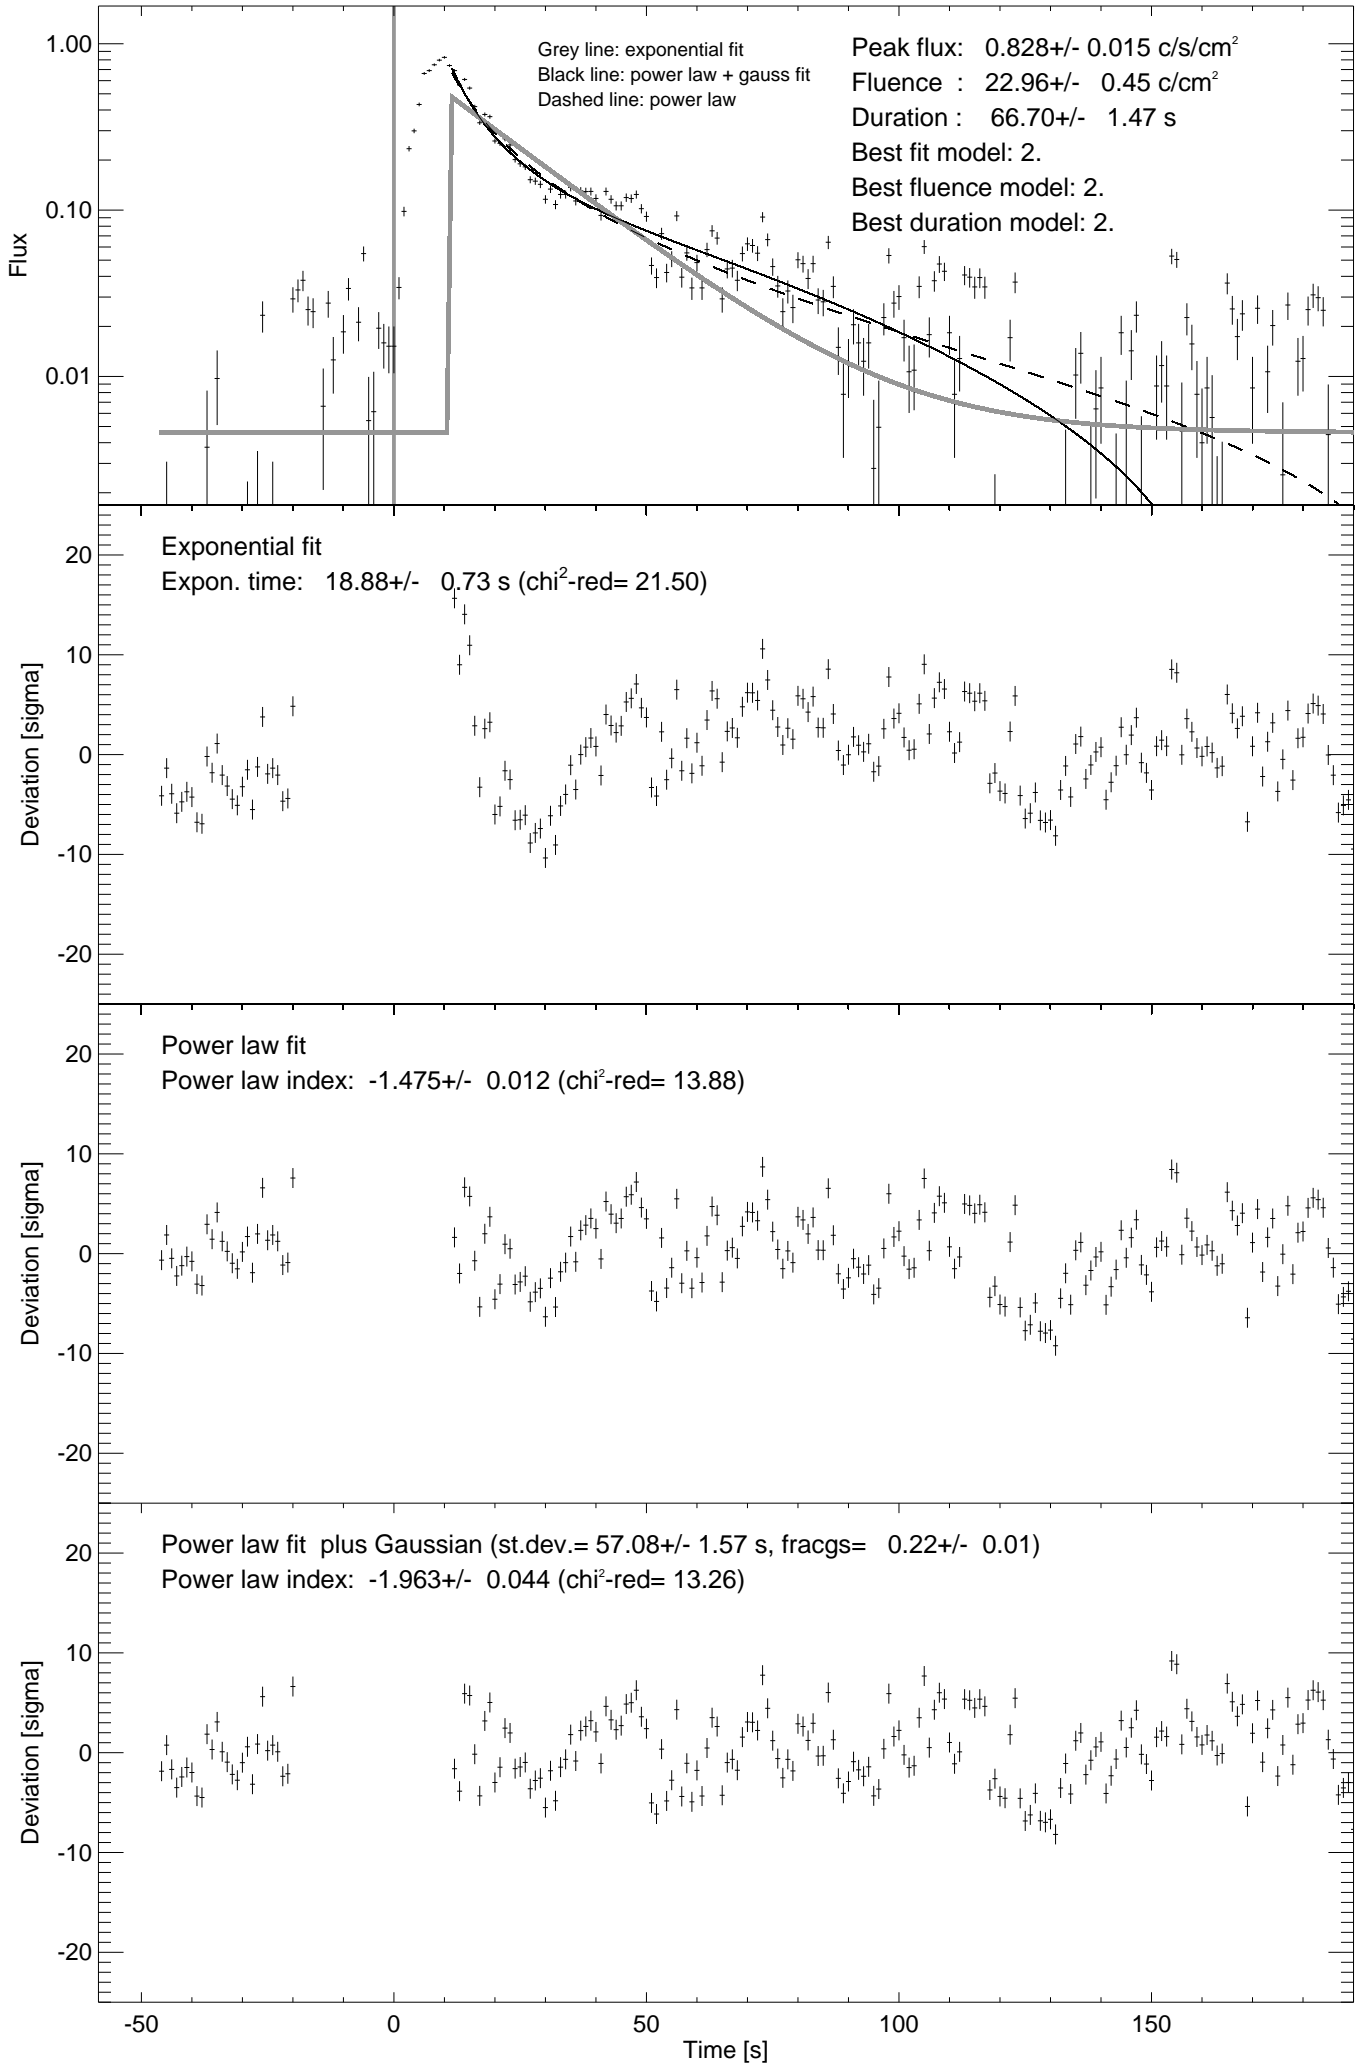 Grey line: exponential fit
Black line: power law + gauss fit
Dashed line: power law
Peak flux: 0.828+/- 0.015 c/s/cm²
Fluence : 22.96+/- 0.45 c/cm²
Duration : 66.70+/- 1.47 s
Best fit model: 2.
Best fluence model: 2.
Best duration model: 2.
1.00
0.10
0.01
Flux
Exponential fit
Expon. time: 18.88+/- 0.73 s (chi²-red= 21.50)
20
10
0
-10
-20
Deviation [sigma]
Power law fit
Power law index: -1.475+/- 0.012 (chi²-red= 13.88)
20
10
0
-10
-20
Deviation [sigma]
Power law fit plus Gaussian (st.dev.= 57.08+/- 1.57 s, fracgs= 0.22+/- 0.01)
Power law index: -1.963+/- 0.044 (chi²-red= 13.26)
20
10
0
-10
-20
Deviation [sigma]
-50 0 50 100 150
Time [s]